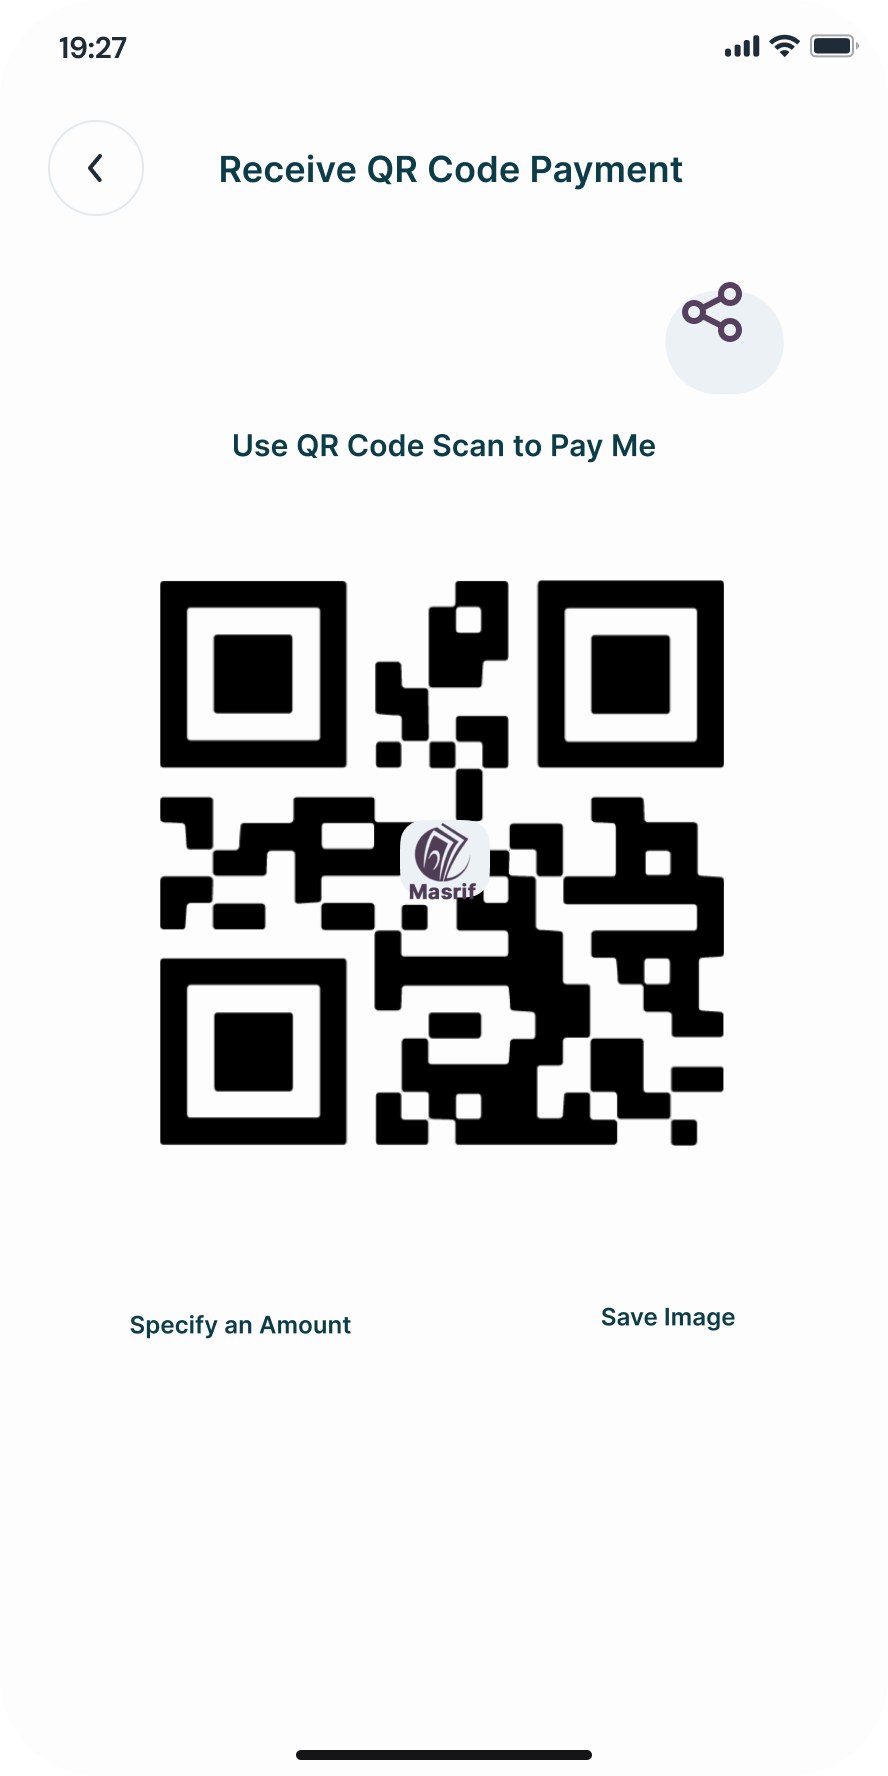 19:27
Receive QR Code Payment
Use QR Code Scan to Pay Me
Masrif
Specify an Amount
Save Image